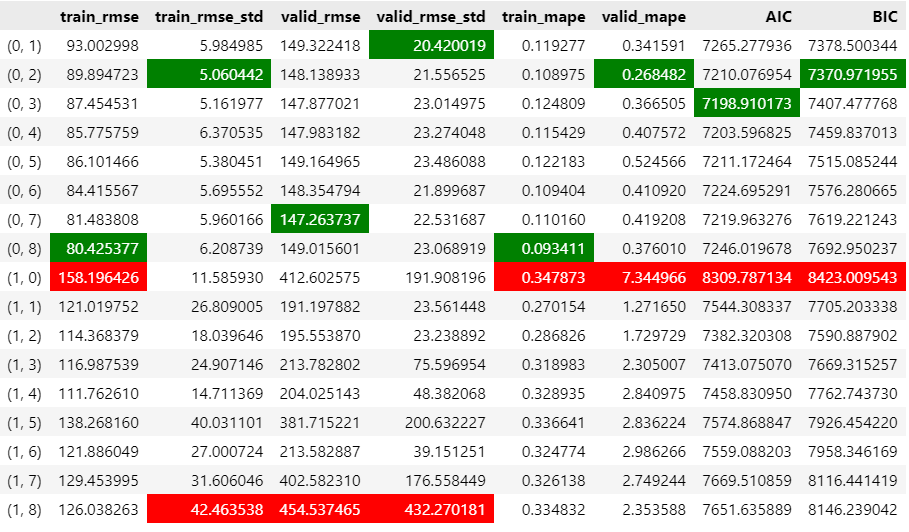 train_rmse train_rmse_std valid_rmse valid_rmse_std train_mape valid_mape AIC BIC
(0, 1) 93.002998 5.984985 149.322418 20.420019 0.119277 0.341591 7265.277936 7378.500344
(0, 2) 89.894723 5.060442 148.138933 21.556525 0.108975 0.268482 7210.076954 7370.971955
(0, 3) 87.454531 5.161977 147.877021 23.014975 0.124809 0.366505 7198.910173 7407.477768
(0, 4) 85.775759 6.370535 147.983182 23.274048 0.115429 0.407572 7203.596825 7459.837013
(0, 5) 86.101466 5.380451 149.164965 23.486088 0.122183 0.524566 7211.172464 7515.085244
(0, 6) 84.415567 5.695552 148.354794 21.899687 0.109404 0.410920 7224.695291 7576.280665
(0, 7) 81.483808 5.960166 147.263737 22.531687 0.110160 0.419208 7219.963276 7619.221243
(0, 8) 80.425377 6.208739 149.015601 23.068919 0.093411 0.376010 7246.019678 7692.950237
(1, 0) 158.196426 11.585930 412.602575 191.908196 0.347873 7.344966 8309.787134 8423.009543
(1, 1) 121.019752 26.809005 191.197882 23.561448 0.270154 1.271650 7544.308337 7705.203338
(1, 2) 114.368379 18.039646 195.553870 23.238892 0.286826 1.729729 7382.320308 7590.887902
(1, 3) 116.987539 24.907146 213.782802 75.596954 0.318983 2.305007 7413.075070 7669.315257
(1, 4) 111.762610 14.711369 204.025143 48.382068 0.328935 2.840975 7458.830950 7762.743730
(1, 5) 138.268160 40.031101 381.715221 200.632227 0.336641 2.836224 7574.868847 7926.454220
(1, 6) 121.886049 27.000724 213.582887 39.151251 0.324774 2.986266 7559.088203 7958.346169
(1, 7) 129.453995 31.606046 402.582310 176.558449 0.326138 2.749244 7669.510859 8116.441419
(1, 8) 126.038263 42.463538 454.537465 432.270181 0.334832 2.353588 7651.635889 8146.239042